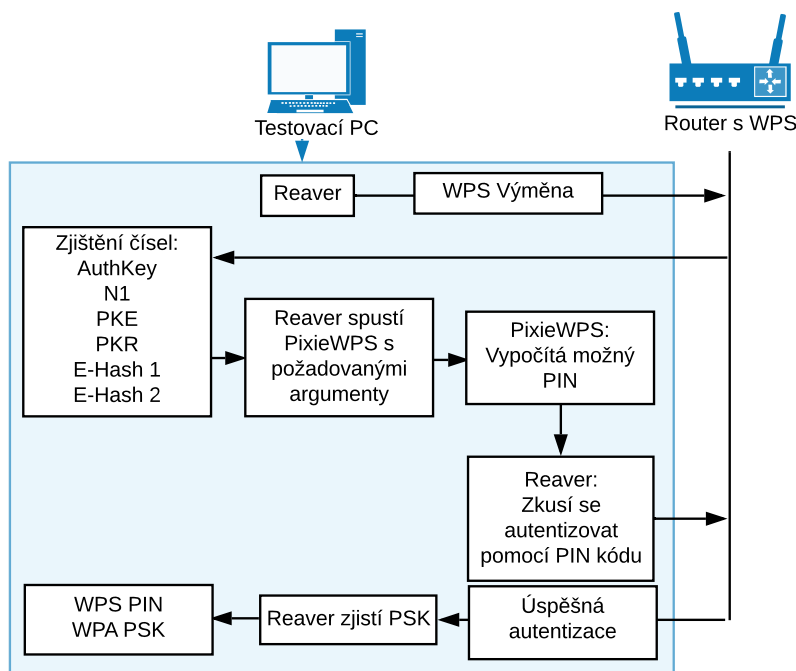 Testovací PC
Router s WPS
Reaver
WPS Výměna
Zjištění čísel:
AuthKey
N1
PKE
PKR
E-Hash 1
E-Hash 2
Reaver spustí
PixieWPS s
požadovanými
argumenty
PixieWPS:
Vypočítá možný
PIN
Reaver:
Zkusí se
autentizovat
pomocí PIN kódu
Úspěšná
autentizace
Reaver zjistí PSK
WPS PIN
WPA PSK